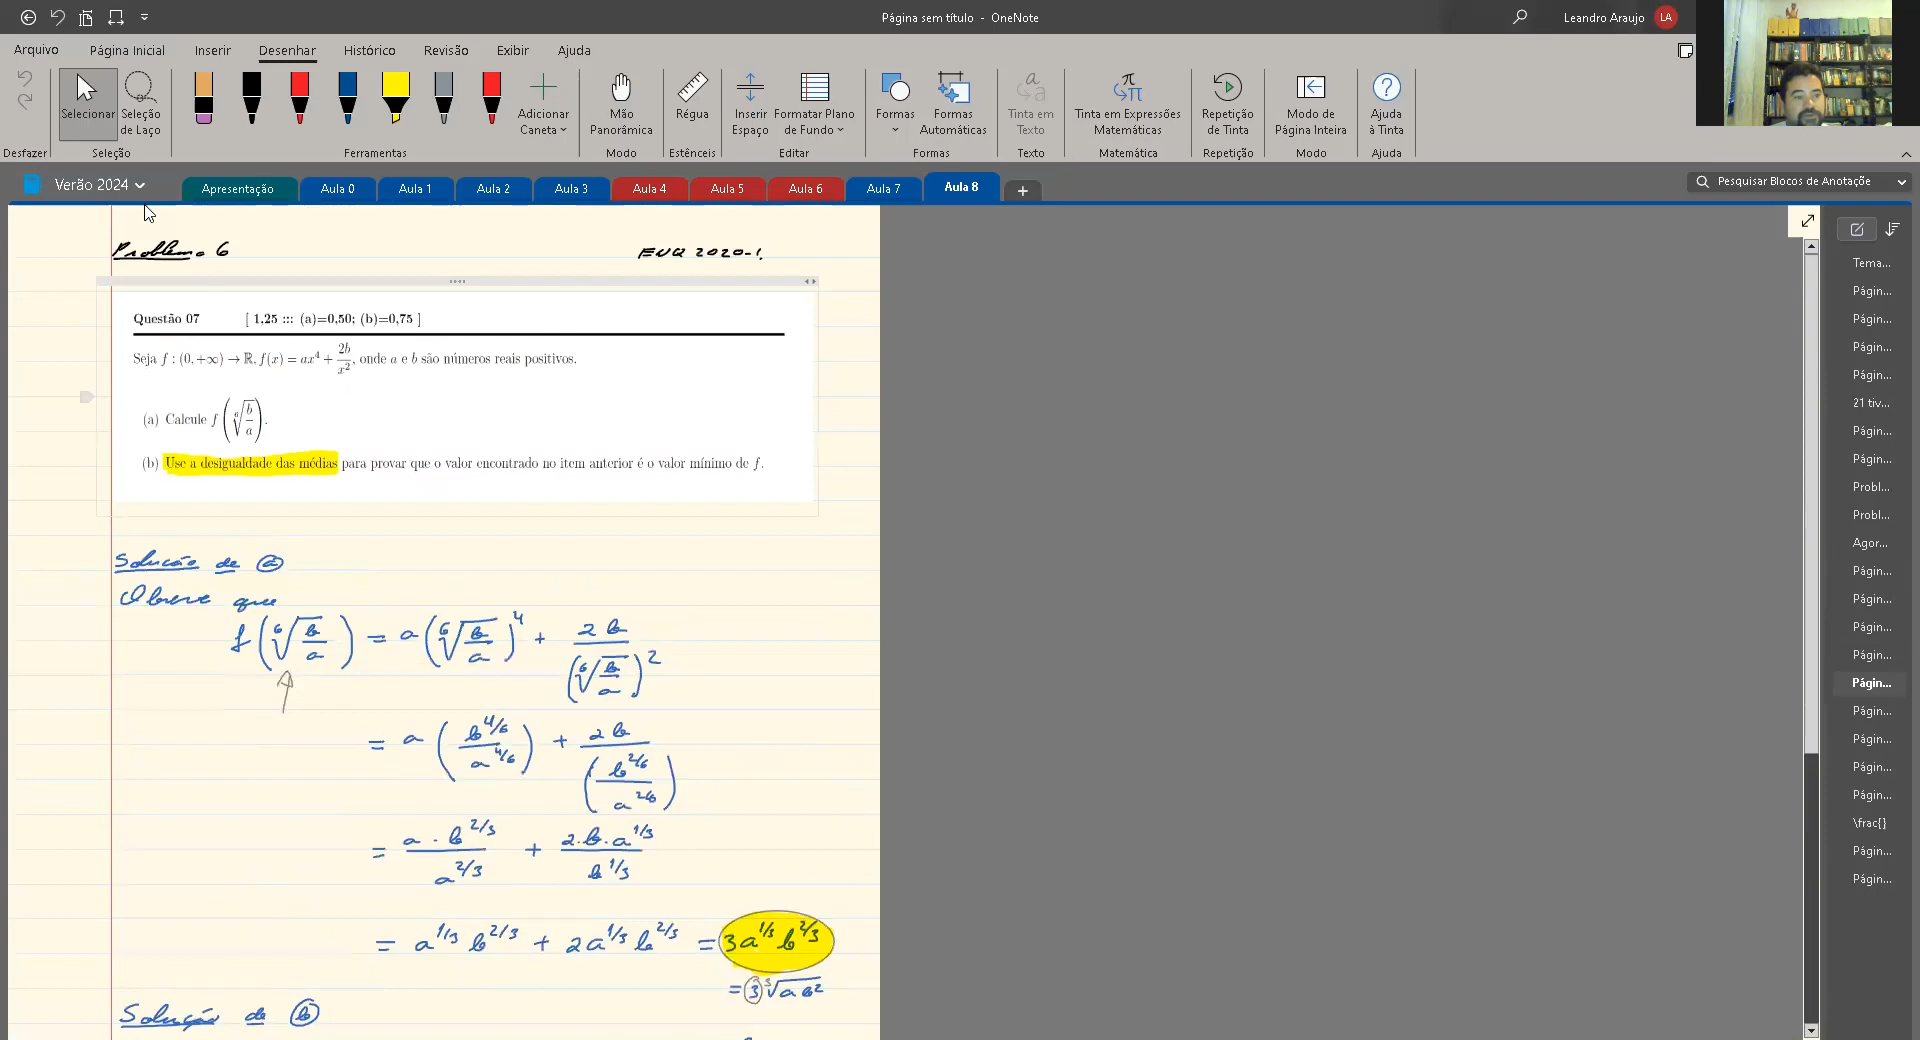 Página sem título - OneNote
Leandro Araujo LA
Arquivo Página Inicial Inserir Desenhar Histórico Revisão Exibir Ajuda
Selecionar
Seleção de Laço
Adicionar Caneta
Mão Panorâmica
Régua
Inserir Espaço
Formatar Plano de Fundo
Formas
Formas Automáticas
Tinta em Texto
Tinta em Expressões Matemáticas
Repetição de Tinta
Modo de Página Inteira
Ajuda à Tinta
Desfazer Seleção Ferramentas Modo Estênceis Editar Formas Texto Matemática Repetição Modo Ajuda
Verão 2024 Apresentação Aula 0 Aula 1 Aula 2 Aula 3 Aula 4 Aula 5 Aula 6 Aula 7 Aula 8 +
Pesquisar Blocos de Anotaçõe
Problema 6 ENQ 2020-1.
Questão 07 [ 1,25 ::: (a)=0,50; (b)=0,75 ]
Seja f : (0, +∞) → ℝ, f(x) = ax⁴ + 2b/x², onde a e b são números reais positivos.
(a) Calcule f(⁶√(b/a)).
(b) Use a desigualdade das médias para provar que o valor encontrado no item anterior é o valor mínimo de f.
Solução de (a)
Observe que
f(⁶√(b/a)) = a(⁶√(b/a))⁴ + 2b/(⁶√(b/a))²
= a(b^4/6 / a^4/6) + 2b/(b^2/6 / a^2/6)
= a·b^2/3 / a^2/3 + 2·b·a^1/3 / b^1/3
= a^1/3 b^2/3 + 2a^1/3 b^2/3 = 3a^1/3 b^2/3
= 3 ³√(ab²)
Solução de (b)
Tema...
Págin...
Págin...
Págin...
Págin...
21 tiv...
Págin...
Págin...
Probl...
Probl...
Agor...
Págin...
Págin...
Págin...
Págin...
Págin...
Págin...
Págin...
Págin...
Págin...
\frac{}
Págin...
Págin...